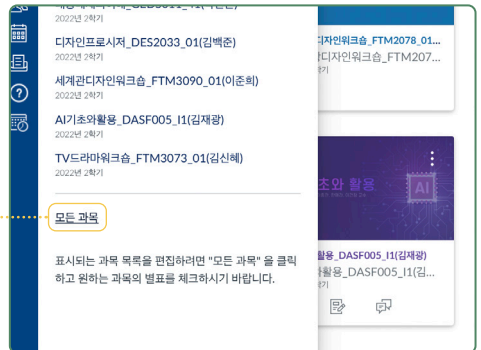 2022년 2학기
디자인프로시저_DES2033_01(김백준)
2022년 2학기
세계관디자인워크숍_FTM3090_01(이준희)
2022년 2학기
AI기초와활용_DASF005_I1(김재광)
2022년 2학기
TV드라마워크숍_FTM3073_01(김신혜)
2022년 2학기
모든 과목
표시되는 과목 목록을 편집하려면 "모든 과목" 을 클릭
하고 원하는 과목의 별표를 체크하시기 바랍니다.
디자인워크숍_FTM2078_01...
디자인워크숍_FTM207...
학기
초와 활용
AI
활용_DASF005_I1(김재광)
활용_DASF005_I1(김...
학기